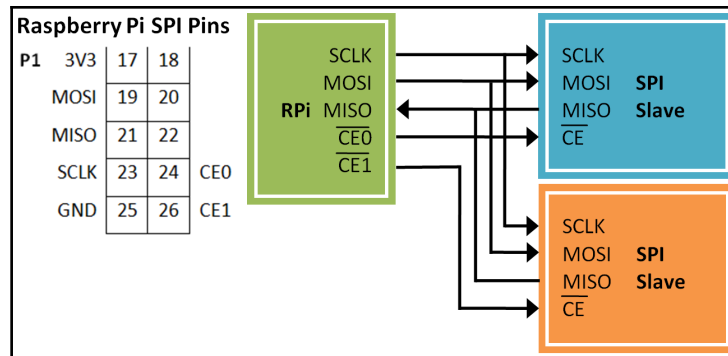 Raspberry Pi SPI Pins
P1 3V3 17 18
MOSI 19 20
MISO 21 22
SCLK 23 24 CE0
GND 25 26 CE1
SCLK
MOSI
RPi MISO
CE0
CE1
SCLK
MOSI SPI
MISO Slave
CE
SCLK
MOSI SPI
MISO Slave
CE